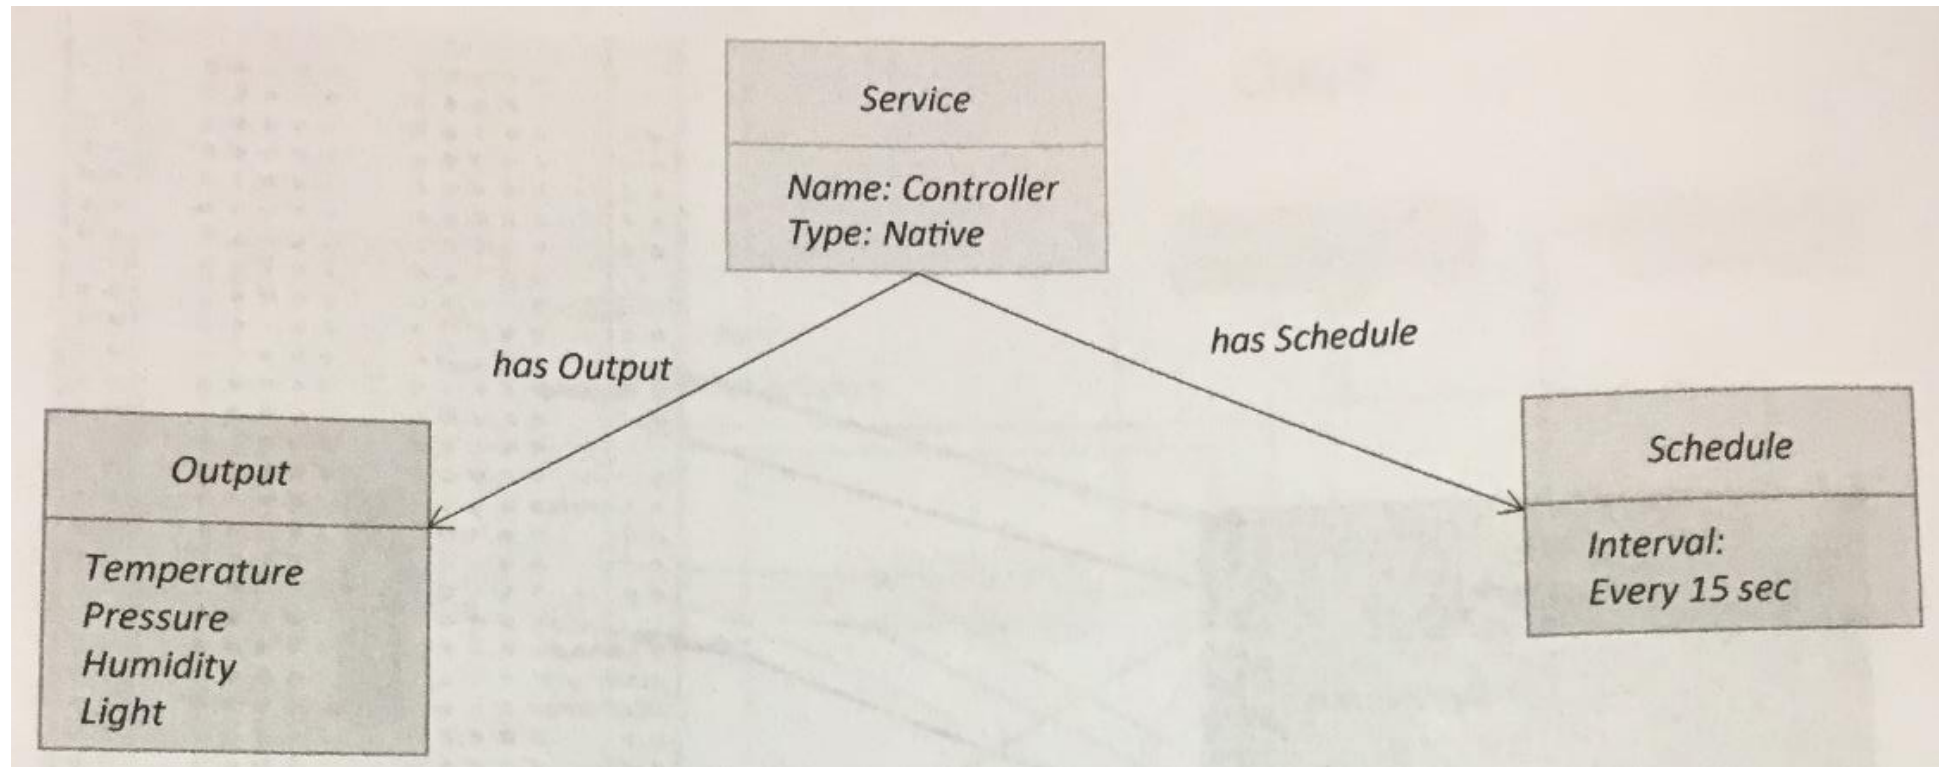 Service
Name: Controller
Type: Native
has Output
has Schedule
Output
Temperature
Pressure
Humidity
Light
Schedule
Interval:
Every 15 sec